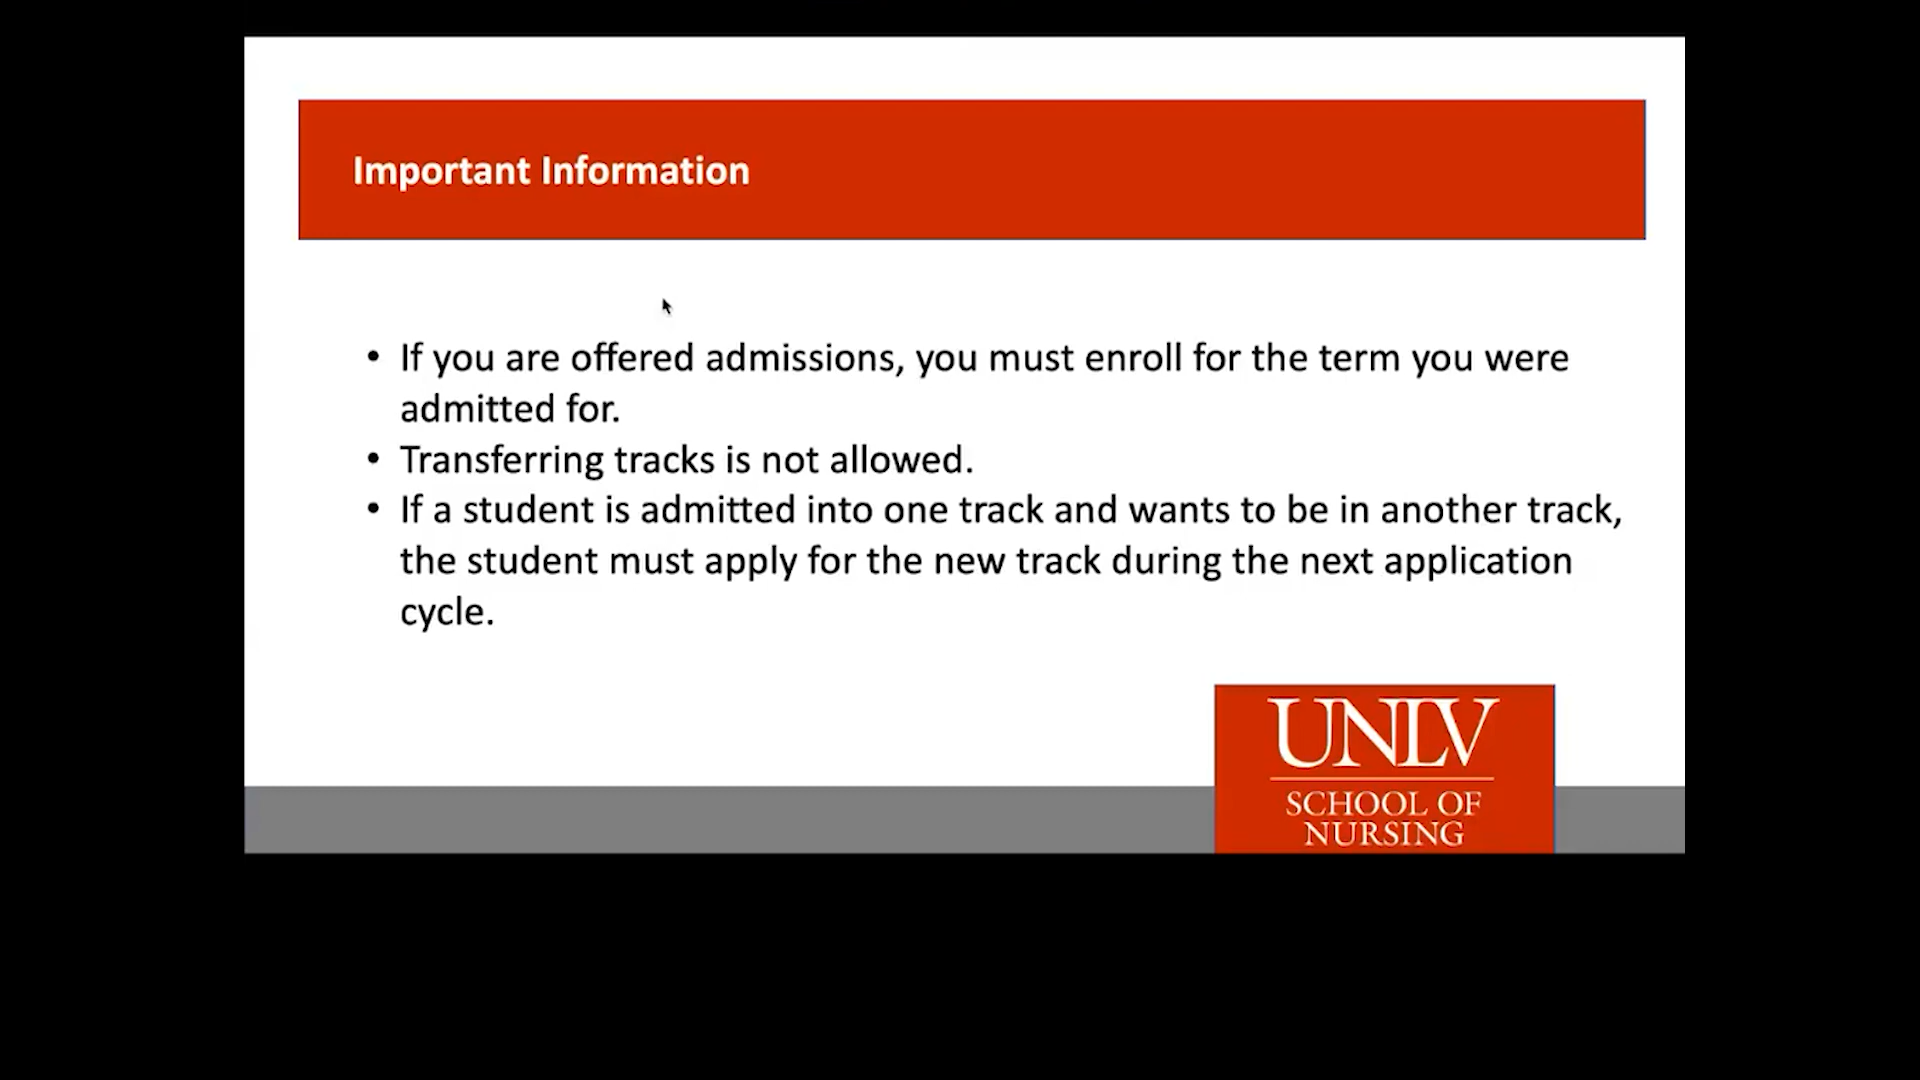 Important Information
• If you are offered admissions, you must enroll for the term you were
admitted for.
• Transferring tracks is not allowed.
• If a student is admitted into one track and wants to be in another track,
the student must apply for the new track during the next application
cycle.
UNLV
SCHOOL OF
NURSING